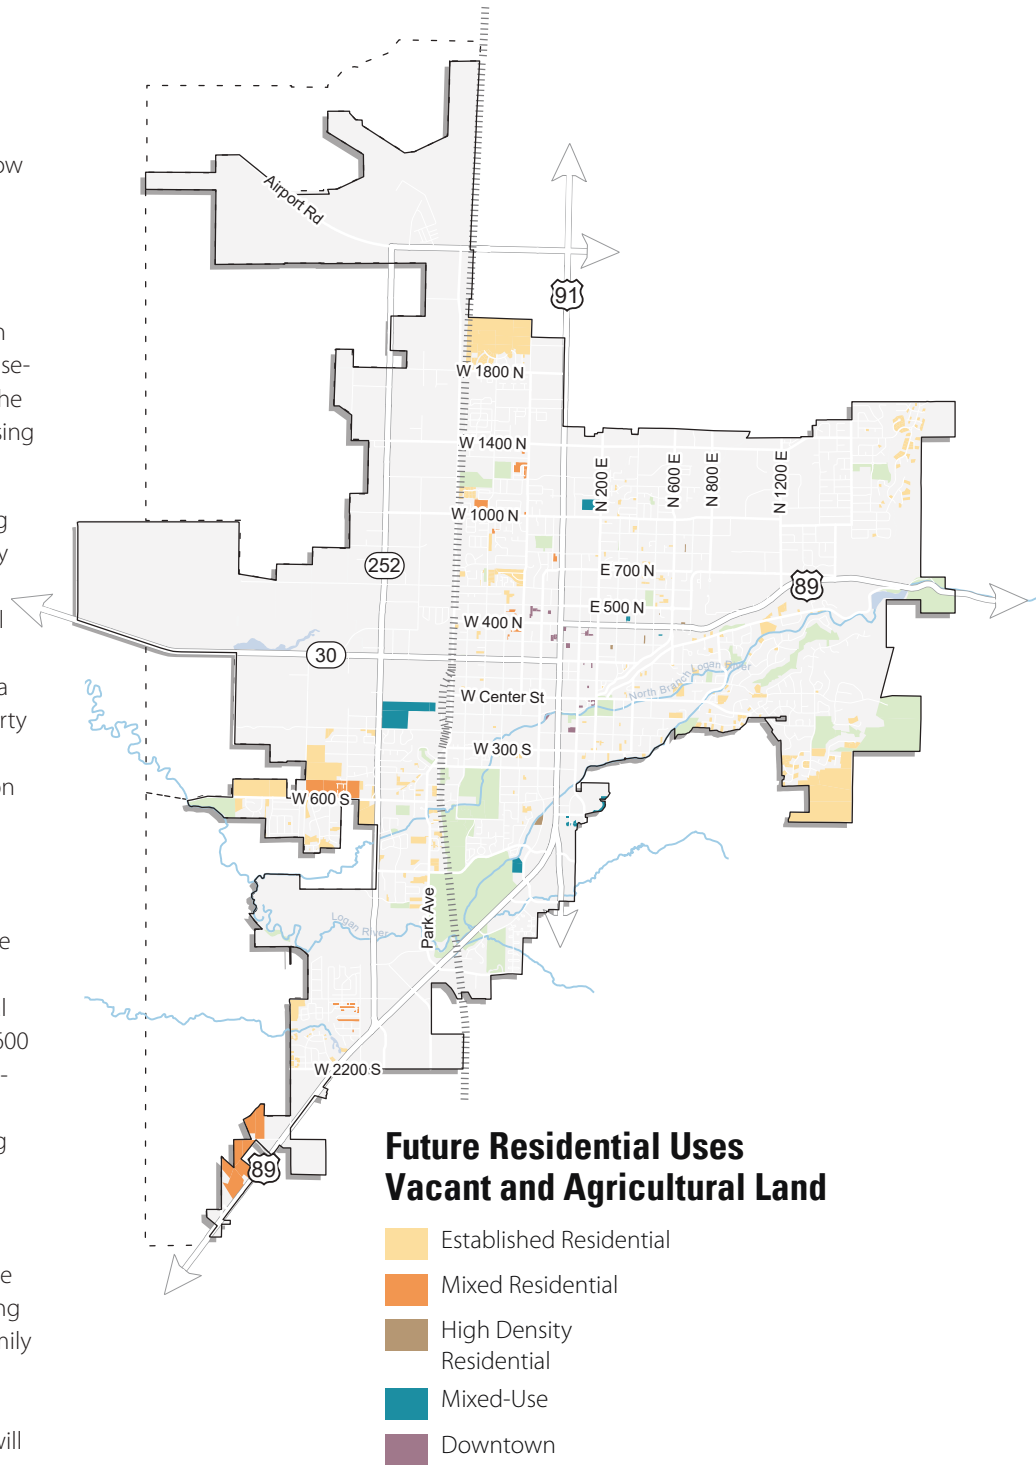 ow
n
se-
he
sing
g
y
l
a
rty
on
e
l
600
-
g
e
ng
mily
will
Airport Rd
91
W 1800 N
W 1400 N
N 200 E
N 600 E
N 800 E
N 1200 E
W 1000 N
252
E 700 N
89
E 500 N
W 400 N
30
North Branch Logan River
W Center St
W 300 S
W 600 S
Park Ave
Logan River
W 2200 S
89
Future Residential Uses
Vacant and Agricultural Land
Established Residential
Mixed Residential
High Density
Residential
Mixed-Use
Downtown